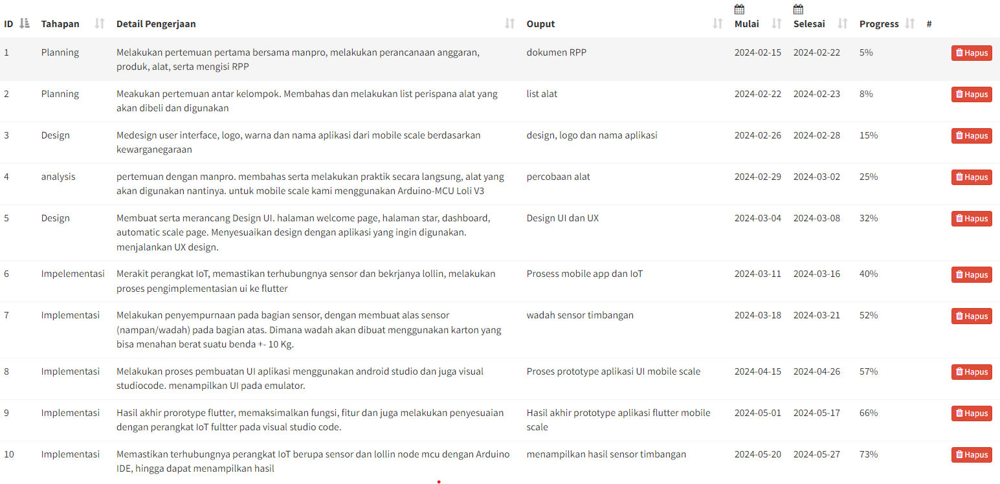 ID Tahapan Detail Pengerjaan Ouput Mulai Selesai Progress #
1 Planning Melakukan pertemuan pertama bersama manpro, melakukan perancanaan anggaran, dokumen RPP 2024-02-15 2024-02-22 5% Hapus
produk, alat, serta mengisi RPP
2 Planning Meakukan pertemuan antar kelompok. Membahas dan melakukan list perispana alat yang list alat 2024-02-22 2024-02-23 8% Hapus
akan dibeli dan digunakan
3 Design Medesign user interface, logo, warna dan nama aplikasi dari mobile scale berdasarkan design, logo dan nama aplikasi 2024-02-26 2024-02-28 15% Hapus
kewarganegaraan
4 analysis pertemuan dengan manpro. membahas serta melakukan praktik secara langsung, alat yang percobaan alat 2024-02-29 2024-03-02 25% Hapus
akan digunakan nantinya. untuk mobile scale kami menggunakan Arduino-MCU Loli V3
5 Design Membuat serta merancang Design UI. halaman welcome page, halaman star, dashboard, Design UI dan UX 2024-03-04 2024-03-08 32% Hapus
automatic scale page. Menyesuaikan design dengan aplikasi yang ingin digunakan.
menjalankan UX design.
6 Impelementasi Merakit perangkat IoT, memastikan terhubungnya sensor dan bekrjanya lollin, melakukan Prosess mobile app dan IoT 2024-03-11 2024-03-16 40% Hapus
proses pengimplementasian ui ke flutter
7 Implementasi Melakukan penyempurnaan pada bagian sensor, dengan membuat alas sensor wadah sensor timbangan 2024-03-18 2024-03-21 52% Hapus
(nampan/wadah) pada bagian atas. Dimana wadah akan dibuat menggunakan karton yang
bisa menahan berat suatu benda +- 10 Kg.
8 Implementasi Melakukan proses pembuatan UI aplikasi menggunakan android studio dan juga visual Proses prototype aplikasi UI mobile scale 2024-04-15 2024-04-26 57% Hapus
studiocode. menampilkan UI pada emulator.
9 Implementasi Hasil akhir prorotype flutter, memaksimalkan fungsi, fitur dan juga melakukan penyesuaian Hasil akhir prototype aplikasi flutter mobile 2024-05-01 2024-05-17 66% Hapus
dengan perangkat IoT fultter pada visual studio code. scale
10 Implementasi Memastikan terhubungnya perangkat IoT berupa sensor dan lollin node mcu dengan Arduino menampilkan hasil sensor timbangan 2024-05-20 2024-05-27 73% Hapus
IDE, hingga dapat menampilkan hasil